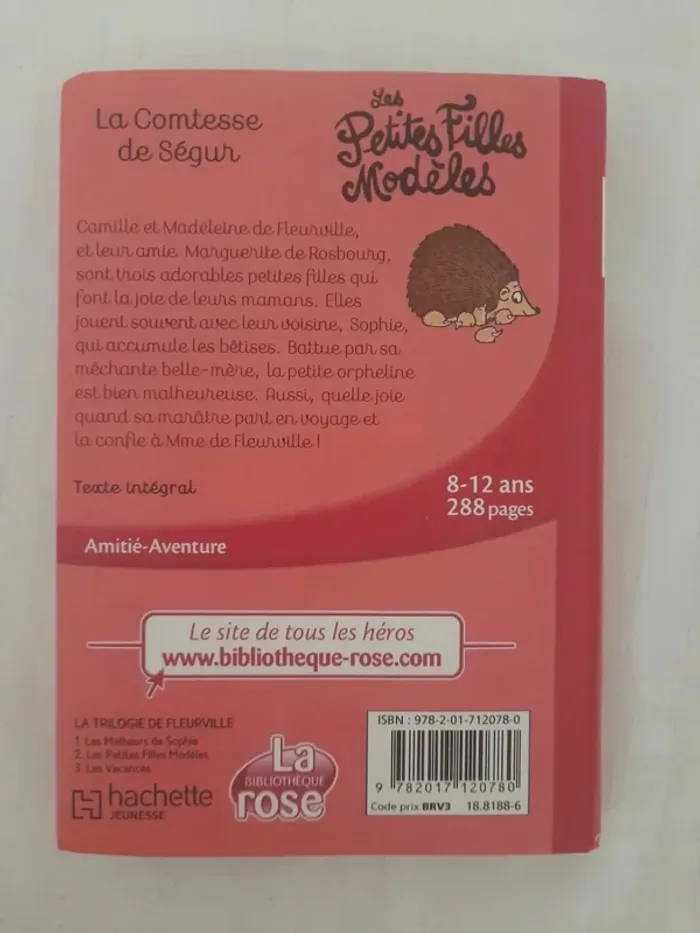 La Comtesse
de Ségur
Les
Petites Filles
Modèles
Camille et Madeleine de Fleurville,
et leur amie Marguerite de Rosbourg,
sont trois adorables petites filles qui
font la joie de leurs mamans. Elles
jouent souvent avec leur voisine, Sophie,
qui accumule les bêtises. Battue par sa
méchante belle-mère, la petite orpheline
est bien malheureuse. Aussi, quelle joie
quand sa marâtre part en voyage et
la confie à Mme de Fleurville !
Texte intégral
8-12 ans
288 pages
Amitié-Aventure
Le site de tous les héros
www.bibliotheque-rose.com
LA TRILOGIE DE FLEURVILLE
1. Les Malheurs de Sophie
2. Les Petites Filles Modèles
3. Les Vacances
hachette
JEUNESSE
La
BIBLIOTHÈQUE
rose
ISBN : 978-2-01-712078-0
9 782017 120780
Code prix BRV3 18.8188-6